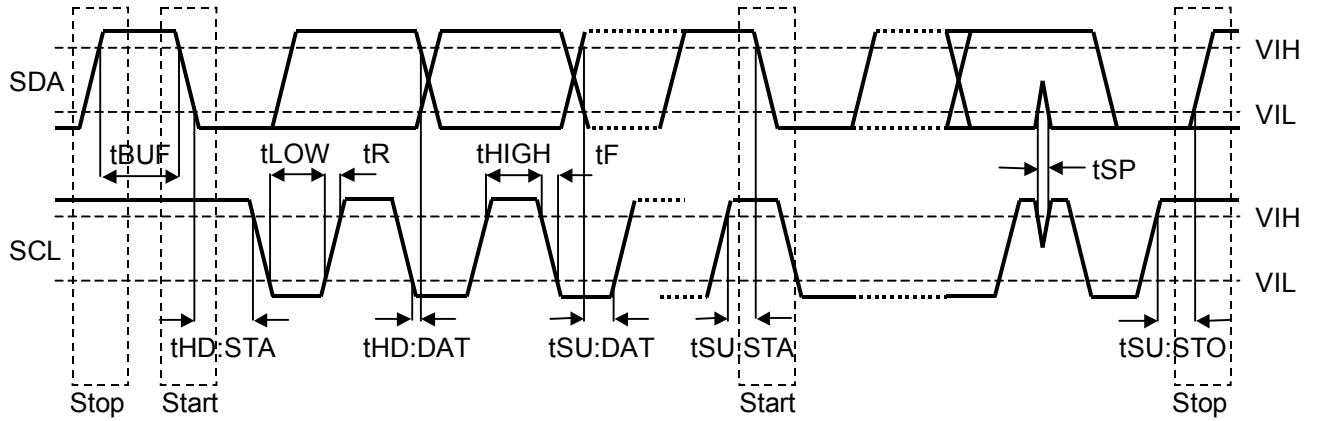 VIH
SDA
VIL
tBUF
tLOW
tR
tHIGH
tF
tSP
VIH
SCL
VIL
tHD:STA
tHD:DAT
tSU:DAT
tSU:STA
tSU:STO
Stop
Start
Start
Stop